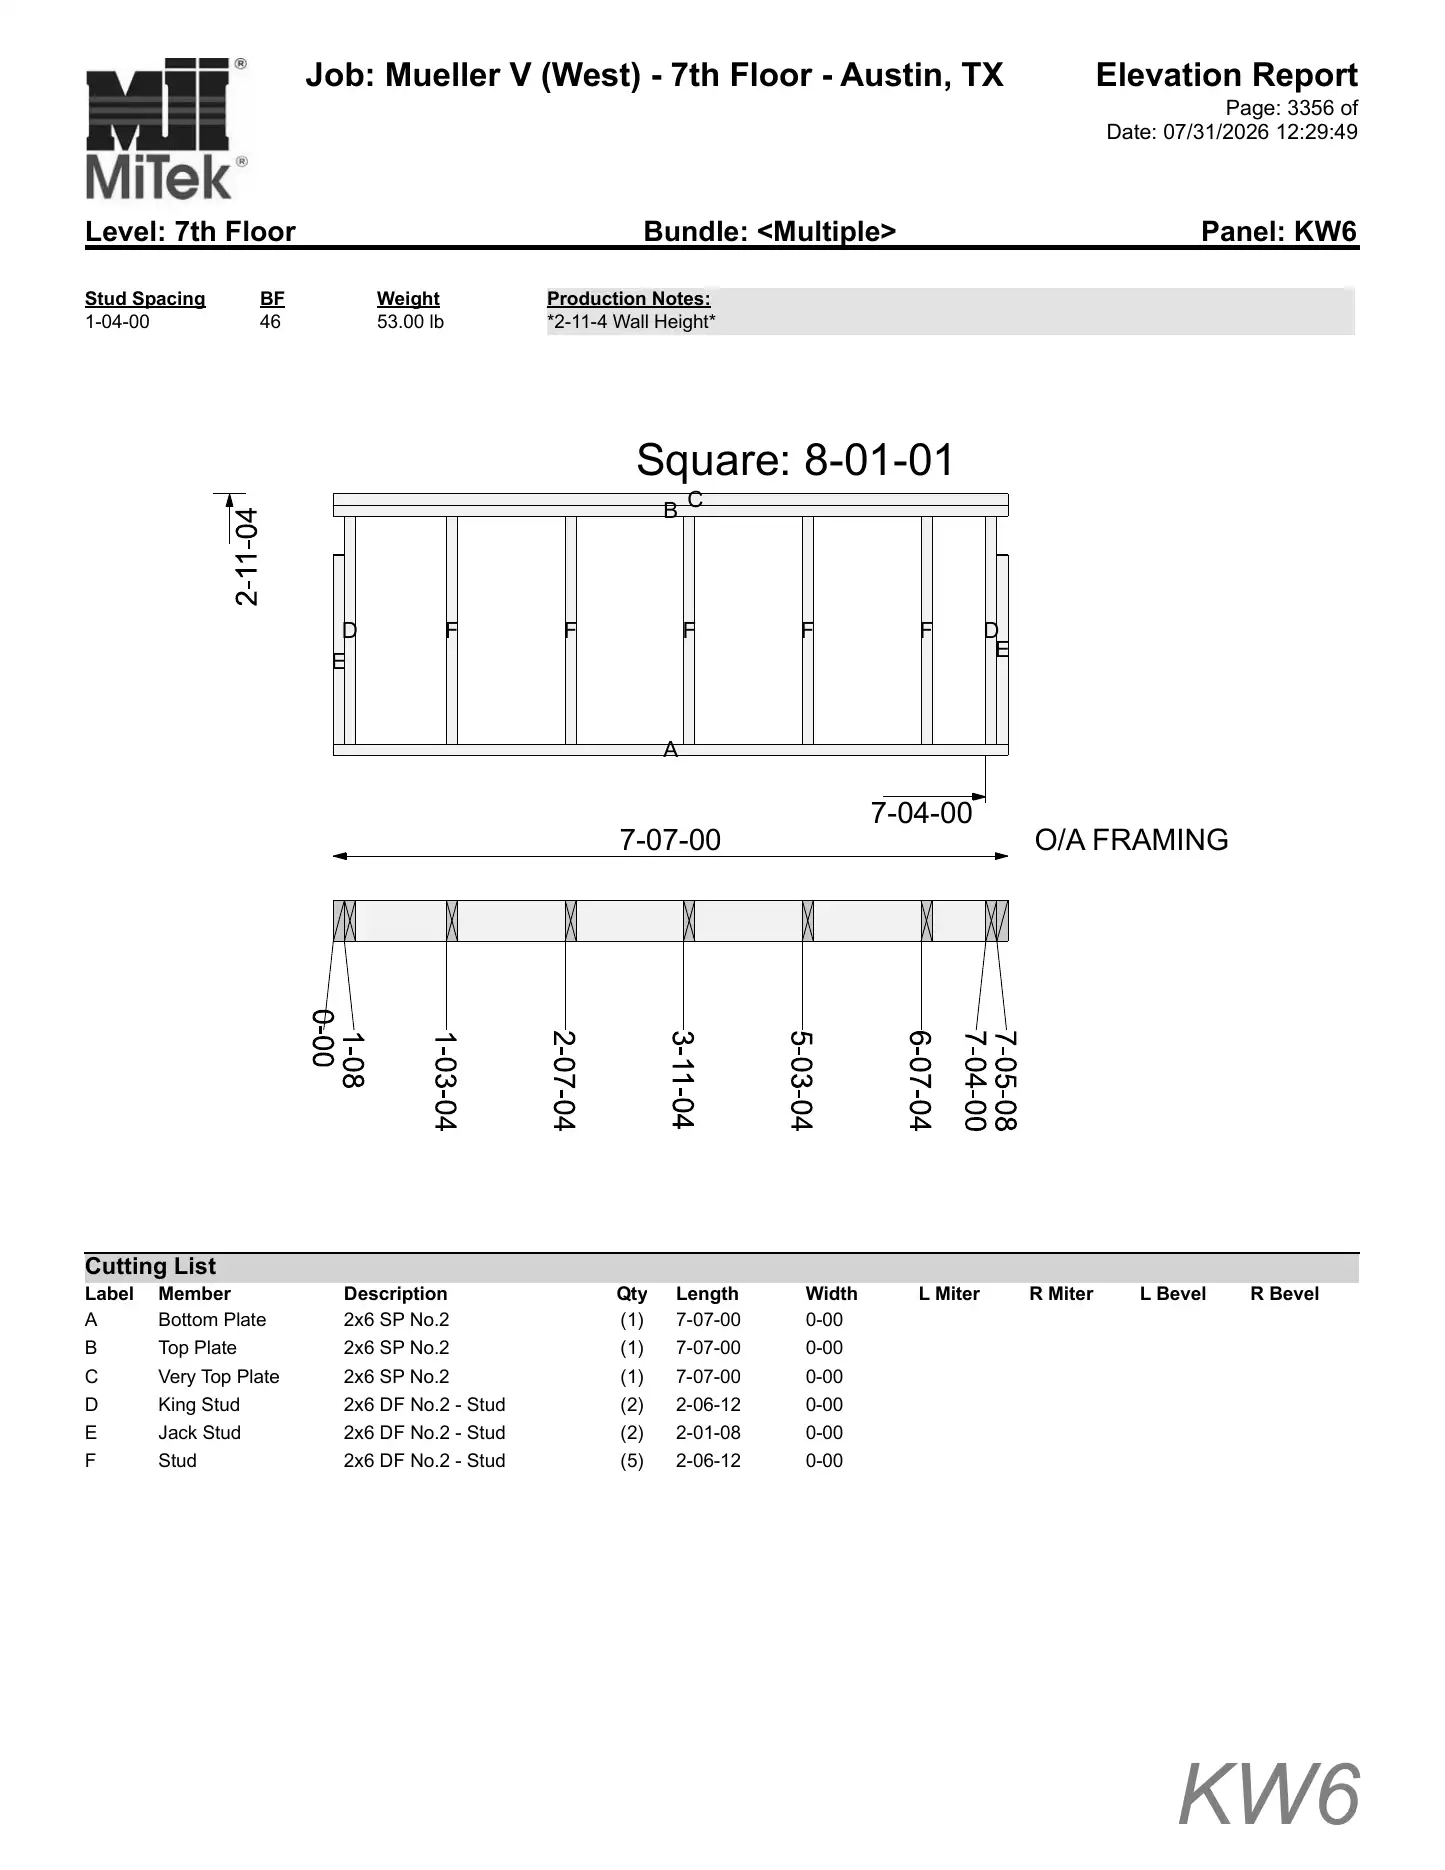 Job: Mueller V (West) - 7th Floor - Austin, TX
Elevation Report
Page: 3356 of
Date: 07/31/2026 12:29:49
MiTek®
Level: 7th Floor
Bundle: <Multiple>
Panel: KW6
Stud Spacing BF Weight Production Notes:
1-04-00 46 53.00 lb *2-11-4 Wall Height*
Square: 8-01-01
2-11-04
C
B
D F F F F F D
E E
A
7-04-00
7-07-00
O/A FRAMING
0-00 1-08 1-03-04 2-07-04 3-11-04 5-03-04 6-07-04 7-04-00 7-05-08
Cutting List
Label Member Description Qty Length Width L Miter R Miter L Bevel R Bevel
A Bottom Plate 2x6 SP No.2 (1) 7-07-00 0-00
B Top Plate 2x6 SP No.2 (1) 7-07-00 0-00
C Very Top Plate 2x6 SP No.2 (1) 7-07-00 0-00
D King Stud 2x6 DF No.2 - Stud (2) 2-06-12 0-00
E Jack Stud 2x6 DF No.2 - Stud (2) 2-01-08 0-00
F Stud 2x6 DF No.2 - Stud (5) 2-06-12 0-00
KW6